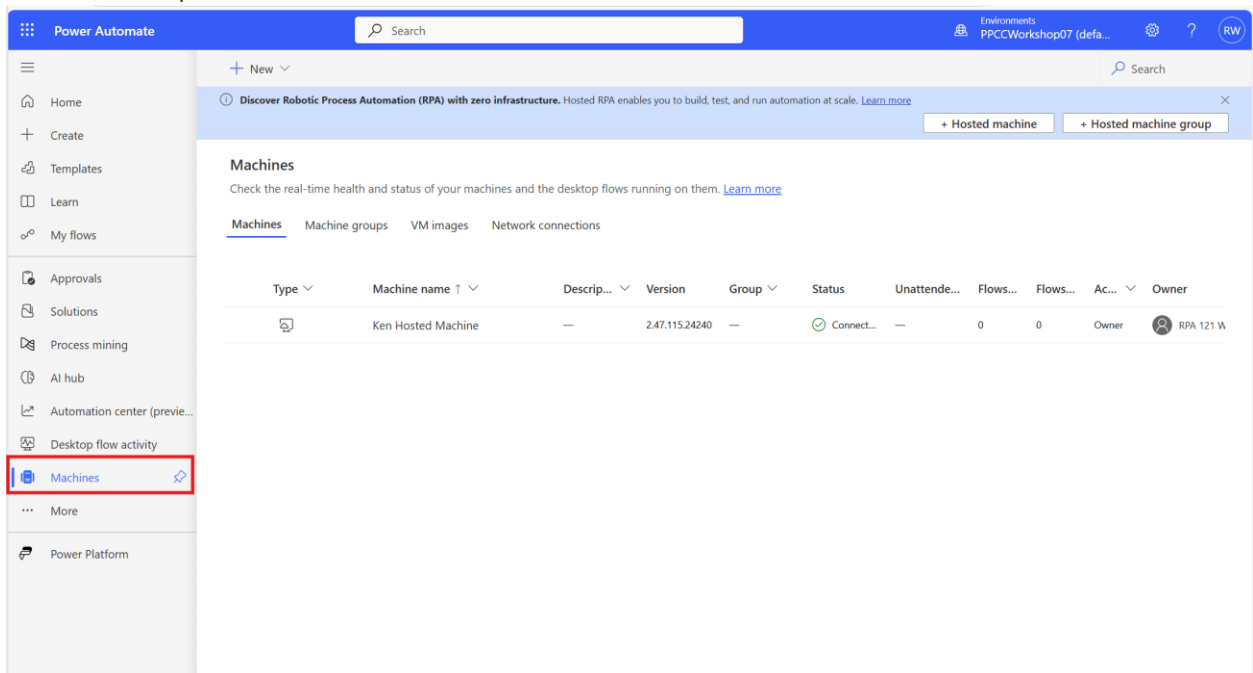 Power Automate
Search
Environments
PPCCWorkshop07 (defa...
?
RW
New
Search
Home
Create
Templates
Learn
My flows
Approvals
Solutions
Process mining
AI hub
Automation center (previe...
Desktop flow activity
Machines
More
Power Platform
Discover Robotic Process Automation (RPA) with zero infrastructure. Hosted RPA enables you to build, test, and run automation at scale. Learn more
+ Hosted machine + Hosted machine group
Machines
Check the real-time health and status of your machines and the desktop flows running on them. Learn more
Machines Machine groups VM images Network connections
Type Machine name ↑ Descrip... Version Group Status Unattende... Flows... Flows... Ac... Owner
Ken Hosted Machine — 2.47.115.24240 — Connect... — 0 0 Owner RPA 121 W